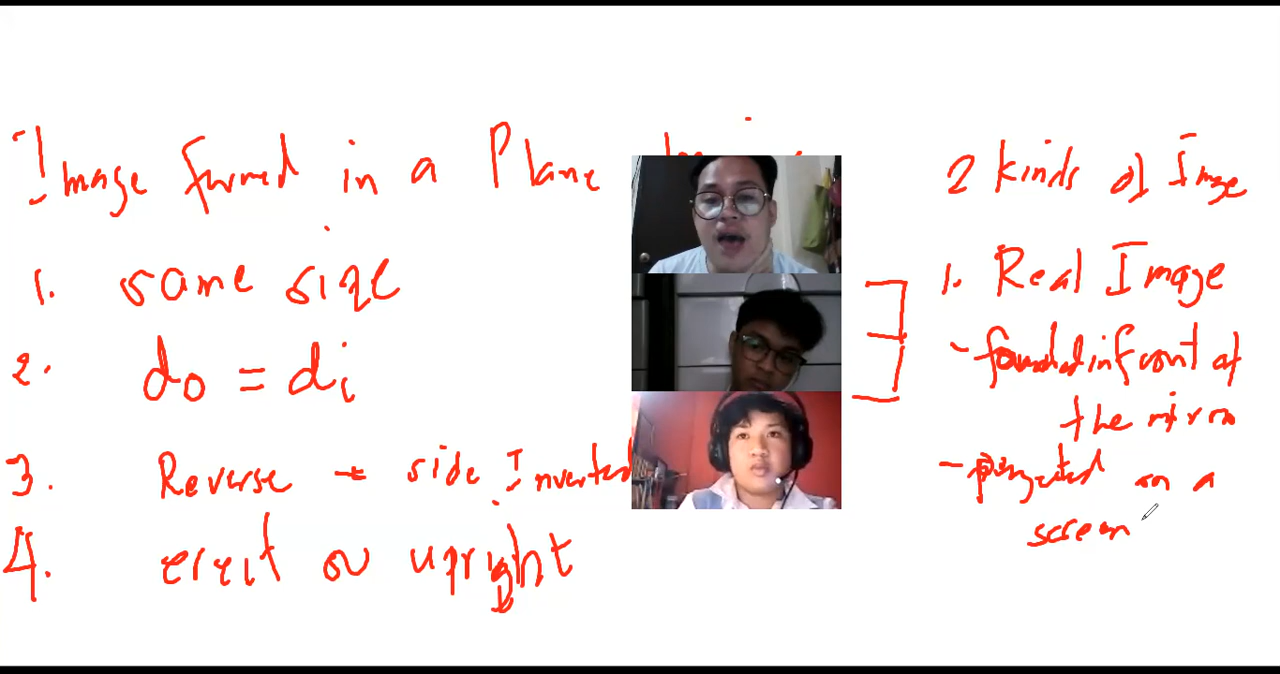 Image formed in a Plane
1. same size
2. do = di
3. Reverse - side Inverted
4. erect or upright
2 kinds of Image
1. Real Image
- found in front of
the mirror
- projected on a
screen